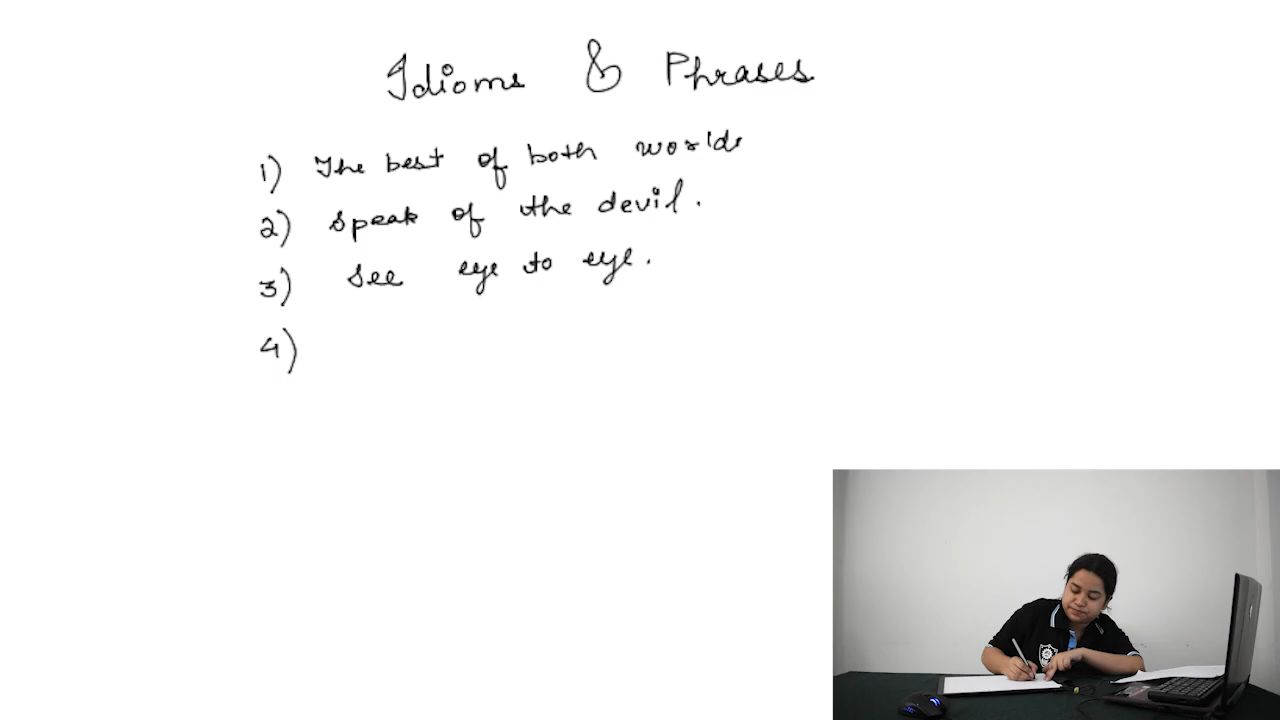 Idioms & Phrases
1) The best of both worlds
2) Speak of the devil.
3) See eye to eye.
4)